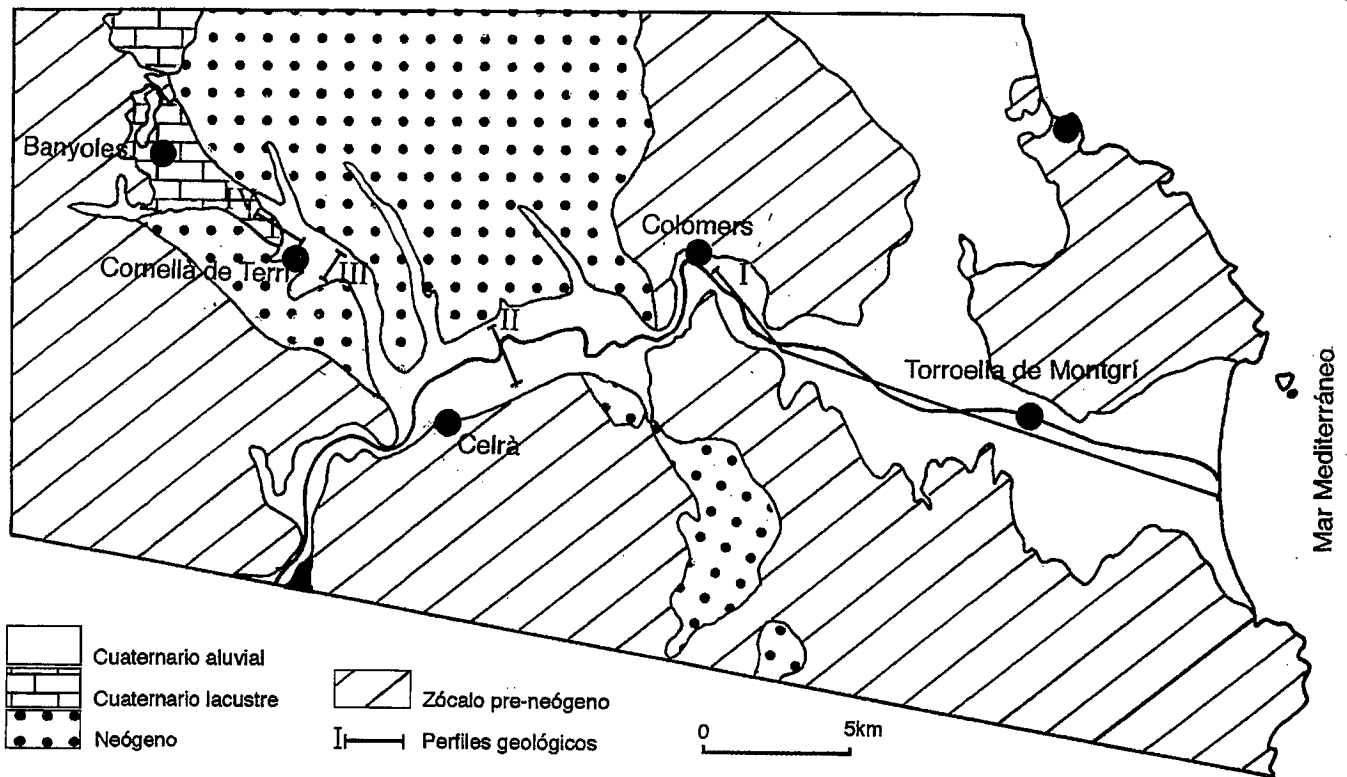 Banyoles
IV
Colomers
Cornellà de Terri
III
I
II
Torroella de Montgrí
Celrà
Mar Mediterráneo
Cuaternario aluvial
Cuaternario lacustre
Neógeno
Zócalo pre-neógeno
I Perfiles geológicos
0 5km